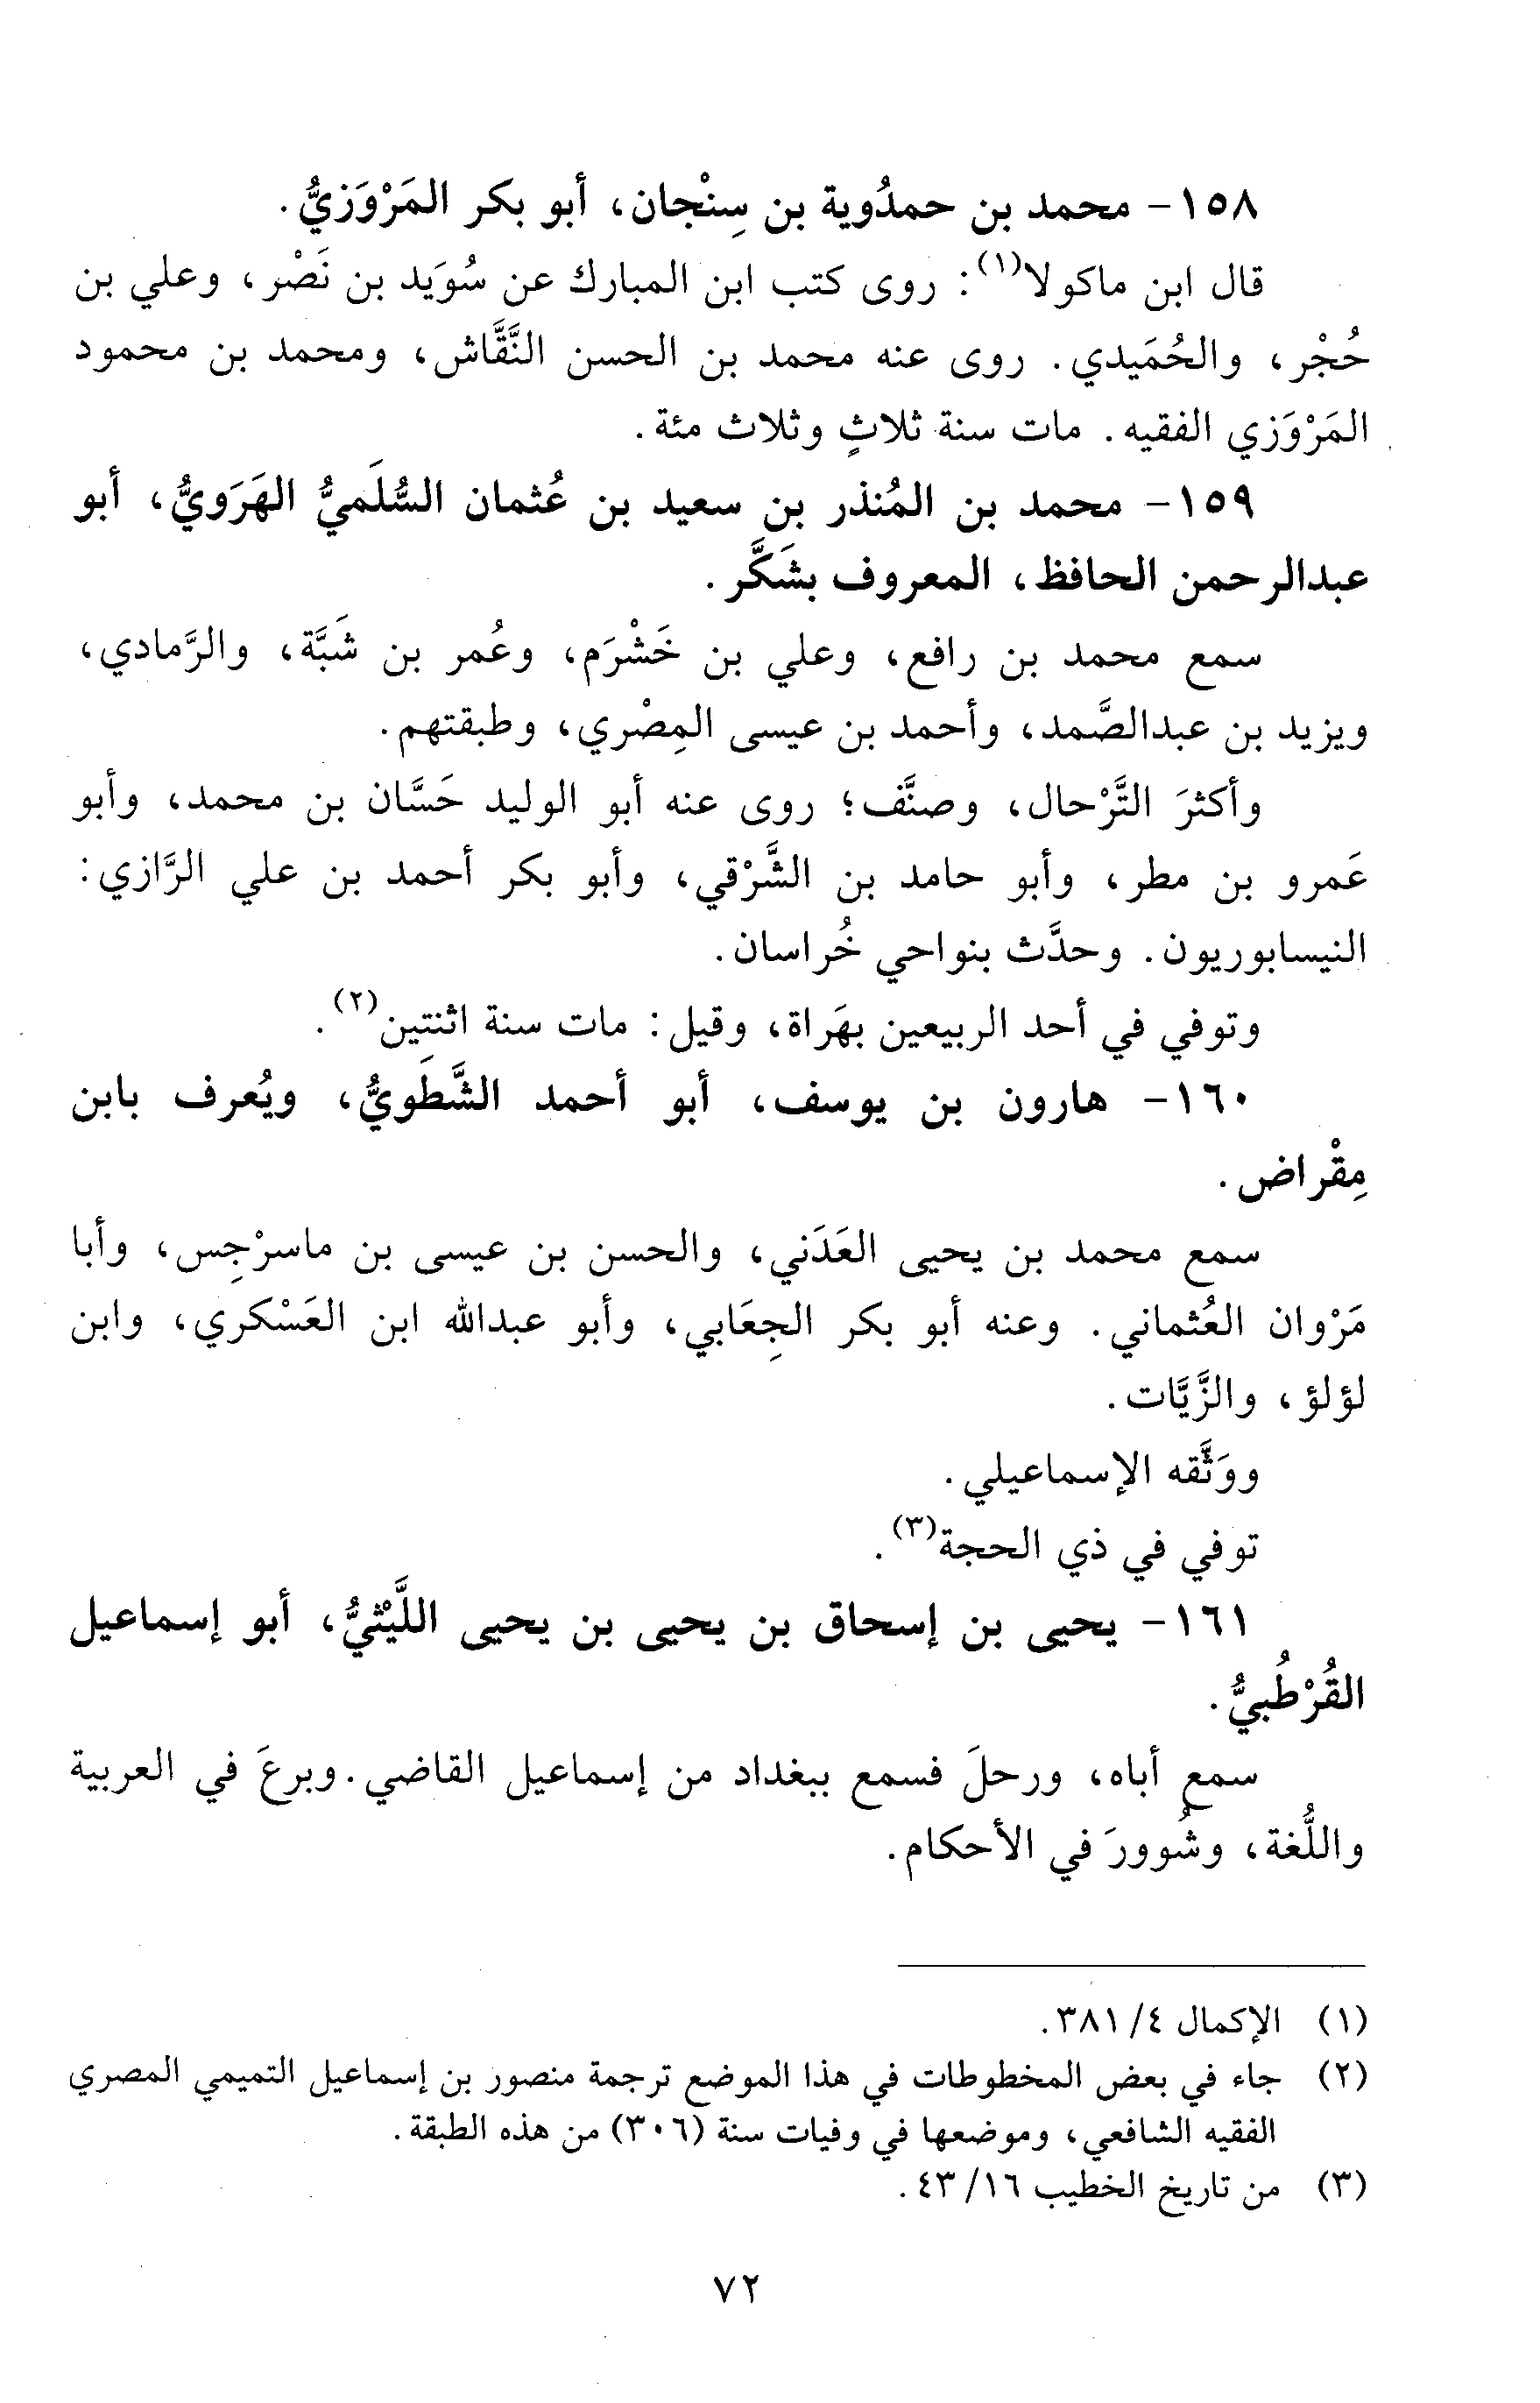 ١٥٨- محمد بن حمدُوية بن سِنْجان، أبو بكر المَرْوَزيُّ.
قال ابن ماكولا(١): روى كتب ابن المبارك عن سُوَيد بن نَصْر، وعلي بن
حُجْر، والحُمَيدي. روى عنه محمد بن الحسن النَّقَّاش، ومحمد بن محمود
المَرْوَزي الفقيه. مات سنة ثلاثٍ وثلاث مئة.
١٥٩- محمد بن المُنذر بن سعيد بن عُثمان السُّلَميُّ الهَرَويُّ، أبو
عبدالرحمن الحافظ، المعروف بشَكَّر.
سمع محمد بن رافع، وعلي بن خَشْرَم، وعُمر بن شَبَّة، والرَّمادي،
ويزيد بن عبدالصَّمد، وأحمد بن عيسى المِصْري، وطبقتهم.
وأكثرَ التَّرْحال، وصنَّف؛ روى عنه أبو الوليد حَسَّان بن محمد، وأبو
عَمرو بن مطر، وأبو حامد بن الشَّرْقي، وأبو بكر أحمد بن علي الرَّازي:
النيسابوريون. وحدَّث بنواحي خُراسان.
وتوفي في أحد الربيعين بهَراة، وقيل: مات سنة اثنتين(٢).
١٦٠- هارون بن يوسف، أبو أحمد الشَّطَويُّ، ويُعرف بابن
مِقْراض.
سمع محمد بن يحيى العَدَني، والحسن بن عيسى بن ماسرْجِس، وأبا
مَرْوان العُثماني. وعنه أبو بكر الجِعَابي، وأبو عبدالله ابن العَسْكري، وابن
لؤلؤ، والزَّيَّات.
ووَثَّقه الإسماعيلي.
توفي في ذي الحجة(٣).
١٦١- يحيى بن إسحاق بن يحيى بن يحيى اللَّيْثيُّ، أبو إسماعيل
القُرْطُبيُّ.
سمع أباه، ورحلَ فسمع ببغداد من إسماعيل القاضي. وبرعَ في العربية
واللُّغة، وشُوورَ في الأحكام.
(١) الإكمال ٤/ ٣٨١.
(٢) جاء في بعض المخطوطات في هذا الموضع ترجمة منصور بن إسماعيل التميمي المصري
الفقيه الشافعي، وموضعها في وفيات سنة (٣٠٦) من هذه الطبقة.
(٣) من تاريخ الخطيب ١٦/ ٤٣.
٧٢